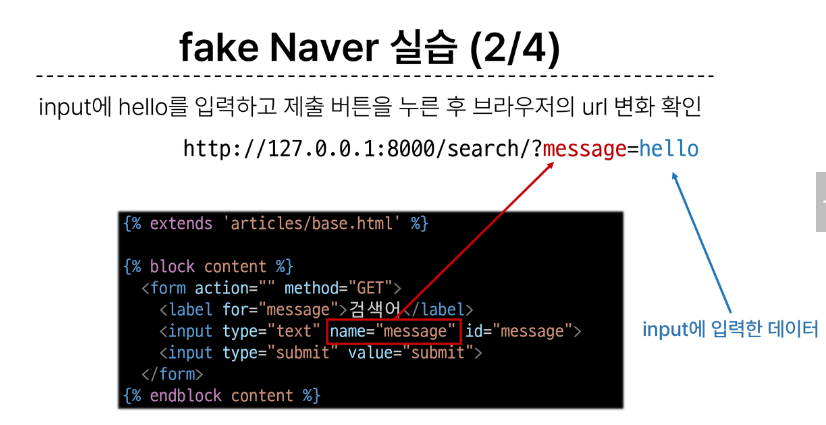 fake Naver 실습 (2/4)
input에 hello를 입력하고 제출 버튼을 누른 후 브라우저의 url 변화 확인
http://127.0.0.1:8000/search/?message=hello
{% extends 'articles/base.html' %}
{% block content %}
<form action="" method="GET">
<label for="message">검색어</label>
<input type="text" name="message" id="message">
<input type="submit" value="submit">
</form>
{% endblock content %}
input에 입력한 데이터